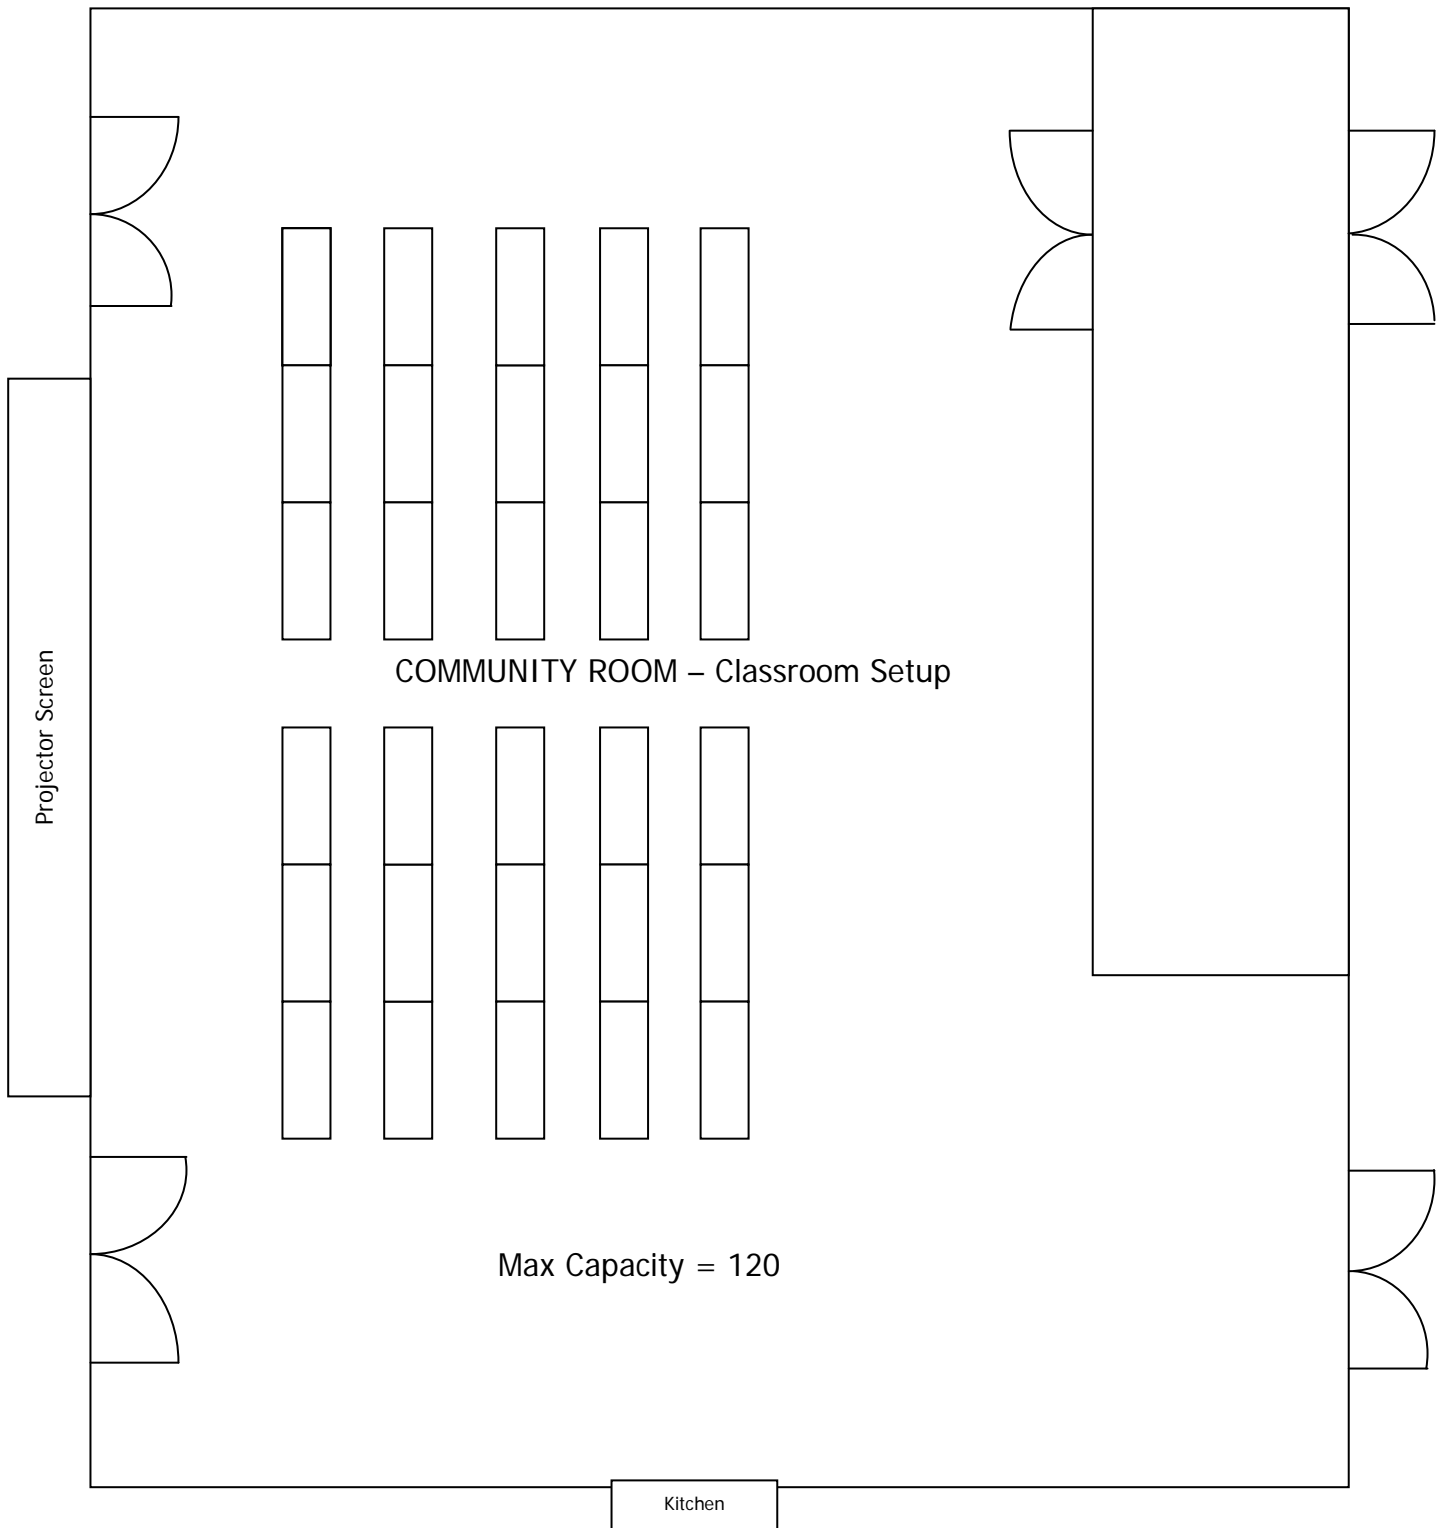 Projector Screen
COMMUNITY ROOM – Classroom Setup
Max Capacity = 120
Kitchen